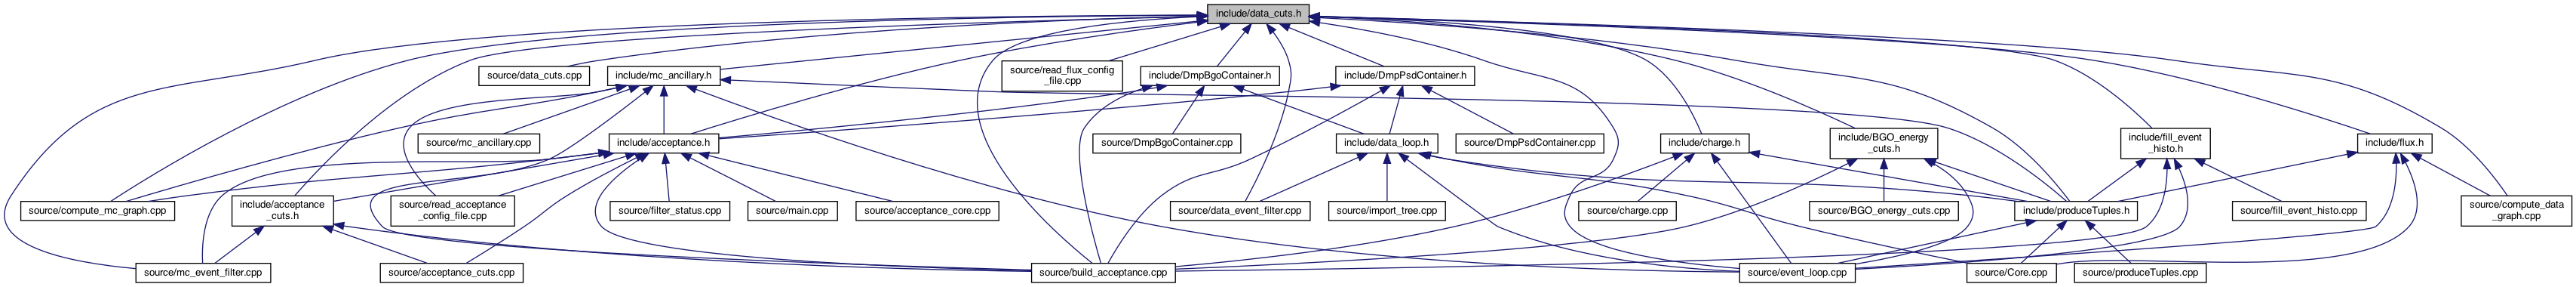 include/data_cuts.h
source/data_cuts.cpp
include/mc_ancillary.h
source/read_flux_config
_file.cpp
include/DmpBgoContainer.h
include/DmpPsdContainer.h
source/mc_ancillary.cpp
include/acceptance.h
source/DmpBgoContainer.cpp
include/data_loop.h
source/DmpPsdContainer.cpp
include/charge.h
include/BGO_energy
_cuts.h
include/fill_event
_histo.h
include/flux.h
source/compute_mc_graph.cpp
include/acceptance
_cuts.h
source/read_acceptance
_config_file.cpp
source/filter_status.cpp
source/main.cpp
source/acceptance_core.cpp
source/data_event_filter.cpp
source/import_tree.cpp
source/charge.cpp
source/BGO_energy_cuts.cpp
include/produceTuples.h
source/fill_event_histo.cpp
source/compute_data
_graph.cpp
source/mc_event_filter.cpp
source/acceptance_cuts.cpp
source/build_acceptance.cpp
source/event_loop.cpp
source/Core.cpp
source/produceTuples.cpp